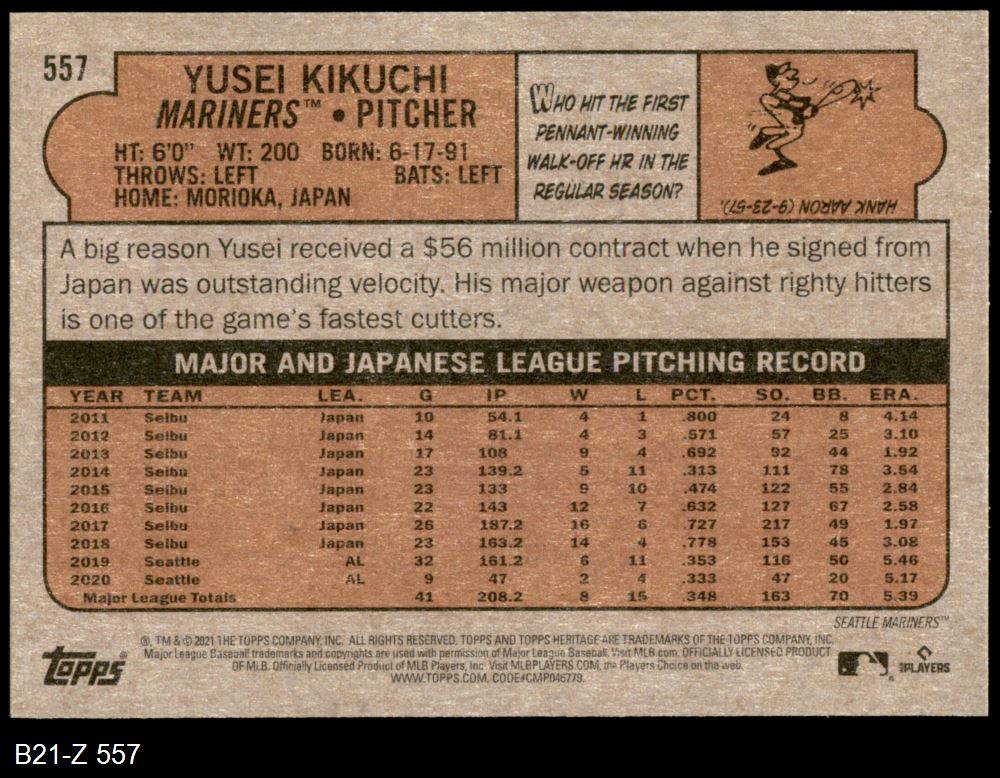 557
YUSEI KIKUCHI
MARINERS™ • PITCHER
HT: 6'0" WT: 200 BORN: 6-17-91
THROWS: LEFT BATS: LEFT
HOME: MORIOKA, JAPAN
WHO HIT THE FIRST
PENNANT-WINNING
WALK-OFF HR IN THE
REGULAR SEASON?
HANK AARON (9-23-57).
A big reason Yusei received a $56 million contract when he signed from
Japan was outstanding velocity. His major weapon against righty hitters
is one of the game's fastest cutters.
MAJOR AND JAPANESE LEAGUE PITCHING RECORD
YEAR TEAM LEA. G IP W L PCT. SO. BB. ERA.
2011 Seibu Japan 10 54.1 4 1 .800 24 8 4.14
2012 Seibu Japan 14 81.1 4 3 .571 57 25 3.10
2013 Seibu Japan 17 108 9 4 .692 92 44 1.92
2014 Seibu Japan 23 139.2 5 11 .313 111 78 3.54
2015 Seibu Japan 23 133 9 10 .474 122 55 2.84
2016 Seibu Japan 22 143 12 7 .632 127 67 2.58
2017 Seibu Japan 26 187.2 16 6 .727 217 49 1.97
2018 Seibu Japan 23 163.2 14 4 .778 153 45 3.08
2019 Seattle AL 32 161.2 6 11 .353 116 50 5.46
2020 Seattle AL 9 47 2 4 .333 47 20 5.17
Major League Totals 41 208.2 8 15 .348 163 70 5.39
SEATTLE MARINERS™
®, TM & © 2021 THE TOPPS COMPANY, INC. ALL RIGHTS RESERVED. TOPPS AND TOPPS HERITAGE ARE TRADEMARKS OF THE TOPPS COMPANY, INC.
Major League Baseball trademarks and copyrights are used with permission of Major League Baseball. Visit MLB.com. OFFICIALLY LICENSED PRODUCT
OF MLB. Officially Licensed Product of MLB Players, Inc. Visit MLBPLAYERS.COM, the Players Choice on the web.
WWW.TOPPS.COM. CODE#CMP046779.
topps®
MLBPLAYERS
B21-Z 557